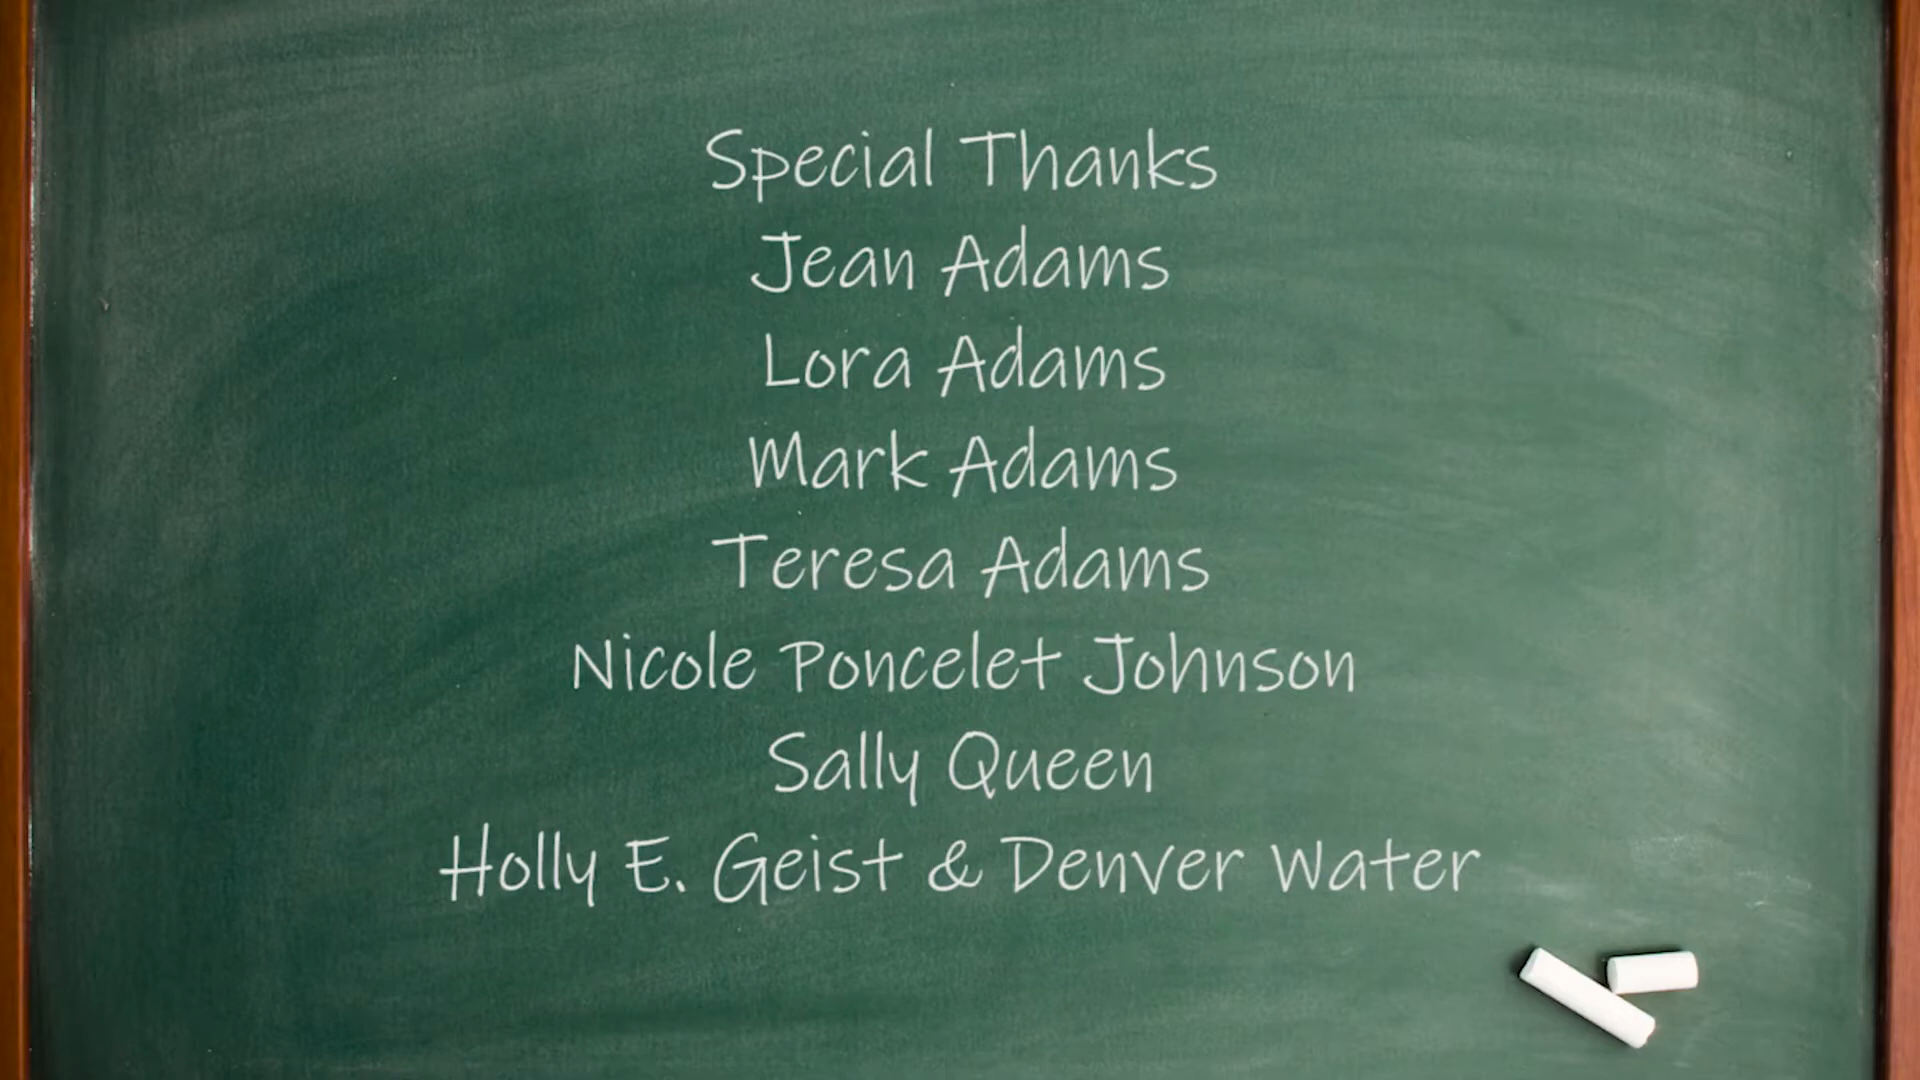 Special Thanks
Jean Adams
Lora Adams
Mark Adams
Teresa Adams
Nicole Poncelet Johnson
Sally Queen
Holly E. Geist & Denver Water